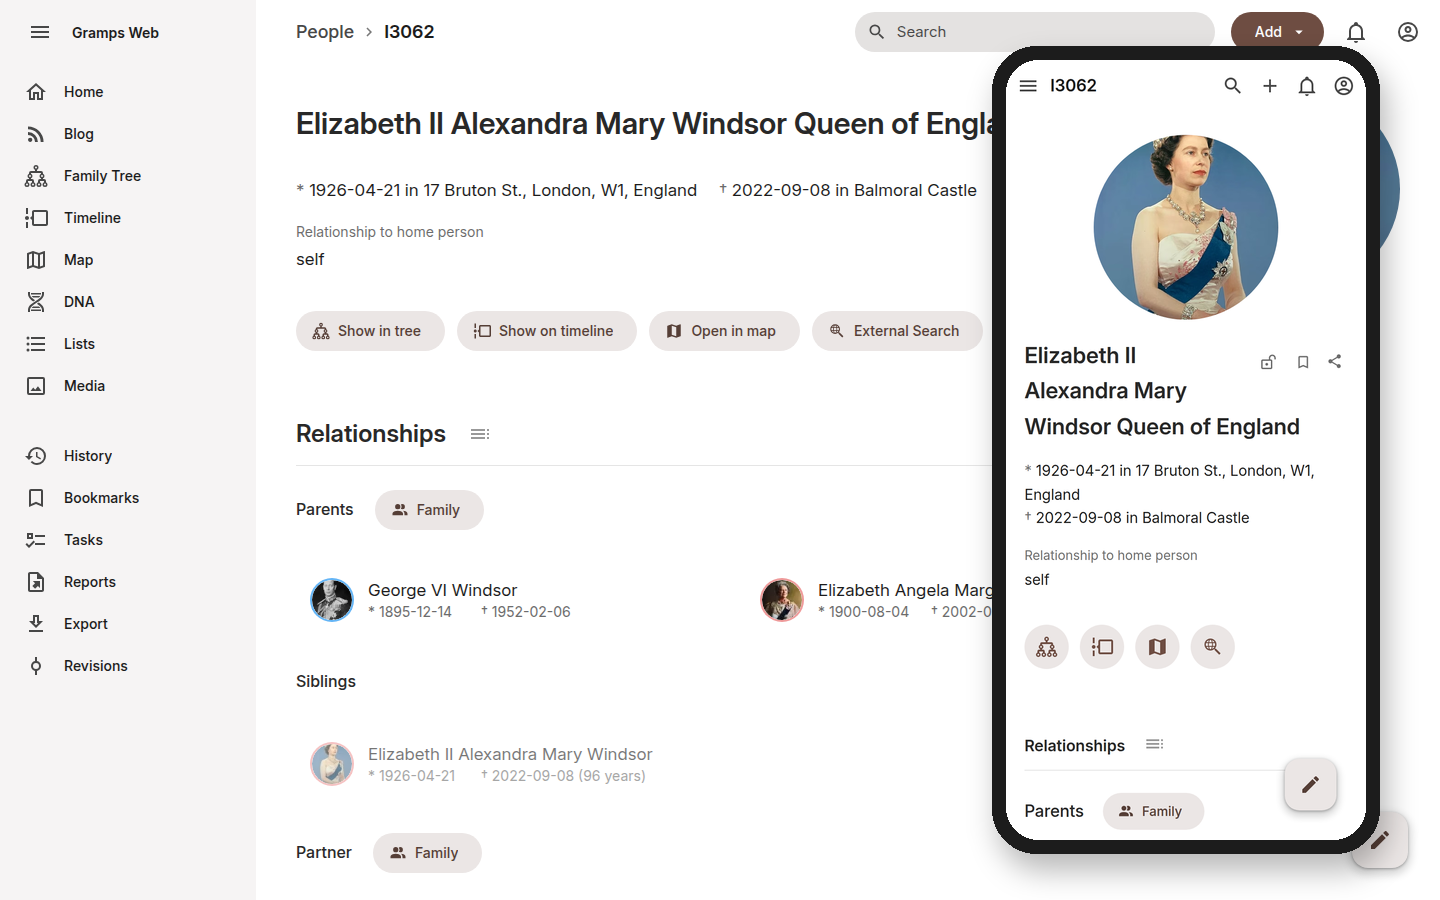 Gramps Web
Home
Blog
Family Tree
Timeline
Map
DNA
Lists
Media
History
Bookmarks
Tasks
Reports
Export
Revisions
People > I3062
Search
Add
Elizabeth II Alexandra Mary Windsor Queen of
* 1926-04-21 in 17 Bruton St., London, W1, England † 2022-09-08 in Balmoral Castle
Relationship to home person
self
Show in tree
Show on timeline
Open in map
External Search
Relationships
Parents
Family
George VI Windsor
* 1895-12-14 † 1952-02-06
Elizabeth Angela
* 1900-08-04 †
Siblings
Elizabeth II Alexandra Mary Windsor
* 1926-04-21 † 2022-09-08 (96 years)
Partner
Family
I3062
Elizabeth II
Alexandra Mary
Windsor Queen of England
* 1926-04-21 in 17 Bruton St., London, W1,
England
† 2022-09-08 in Balmoral Castle
Relationship to home person
self
Relationships
Parents
Family